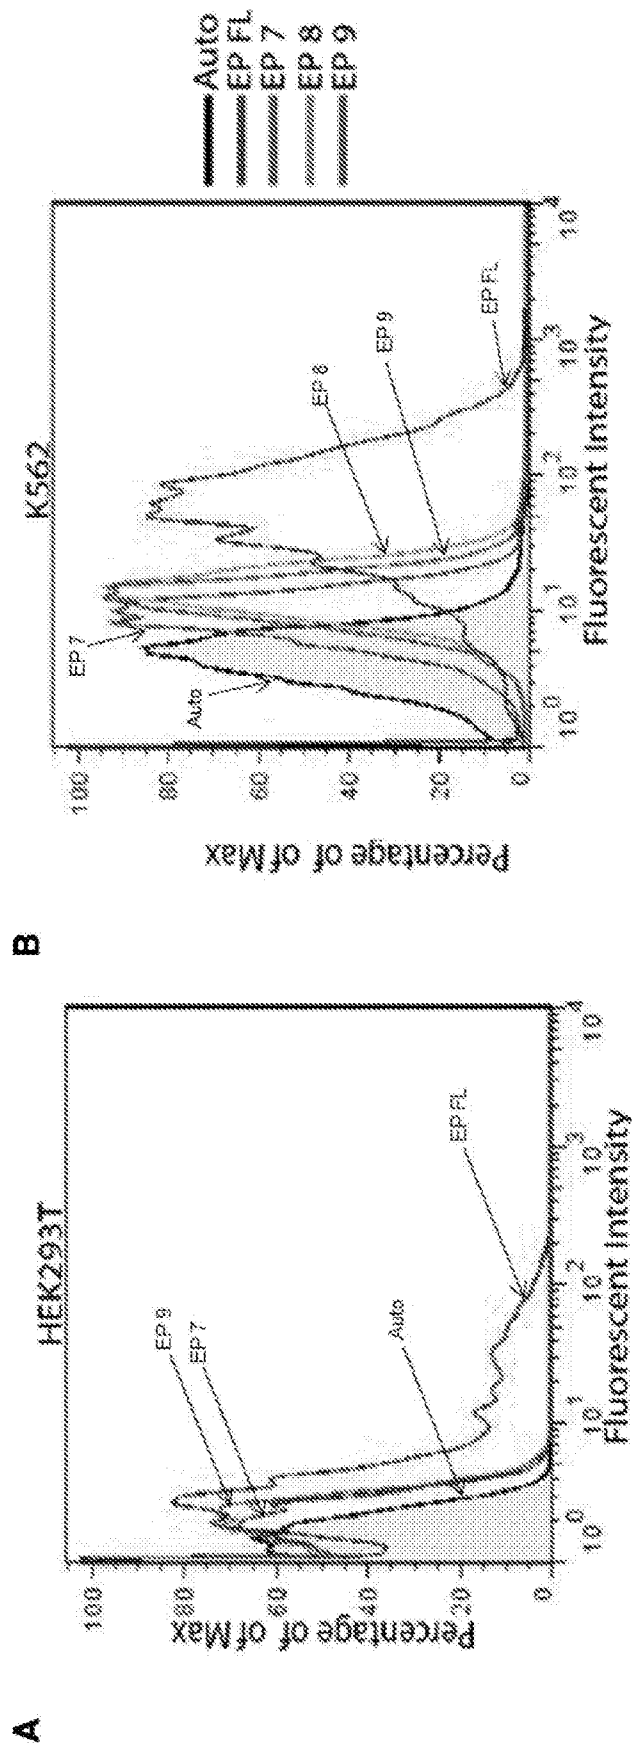 A
HEK293T
100
80
60
40
20
0
Percentage of of Max
EP 9
EP 7
Auto
EP FL
10 0
10 1
10 2
10 3
10 4
Fluorescent Intensity
B
K562
100
80
60
40
20
0
Percentage of of Max
Auto
EP 7
EP 8
EP 9
EP FL
10 0
10 1
10 2
10 3
10 4
Fluorescent Intensity
Auto
EP FL
EP 7
EP 8
EP 9